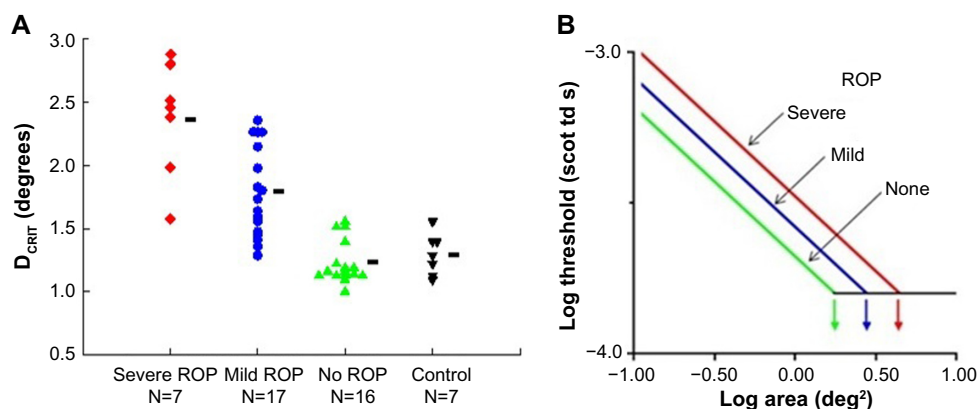 A
D_CRIT (degrees)
3.0
2.5
2.0
1.5
1.0
0.5
Severe ROP
N=7
Mild ROP
N=17
No ROP
N=16
Control
N=7
B
Log threshold (scot td s)
−3.0
−4.0
ROP
Severe
Mild
None
−1.00
−0.50
0.00
0.50
1.00
Log area (deg²)